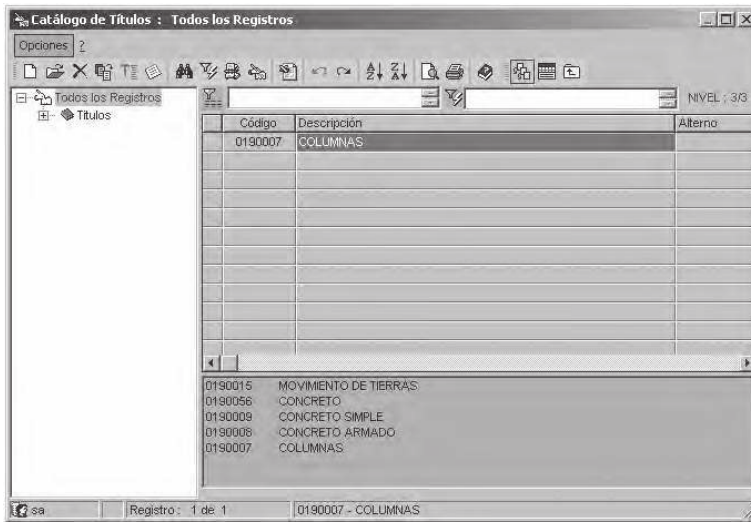 Catálogo de Títulos : Todos los Registros
Opciones ?
Todos los Registros
Titulos
NIVEL : 3/3
Código Descripción Alterno
0190007 COLUMNAS
0190015 MOVIMIENTO DE TIERRAS
0190056 CONCRETO
0190009 CONCRETO SIMPLE
0190008 CONCRETO ARMADO
0190007 COLUMNAS
sa Registro : 1 de 1 0190007 - COLUMNAS